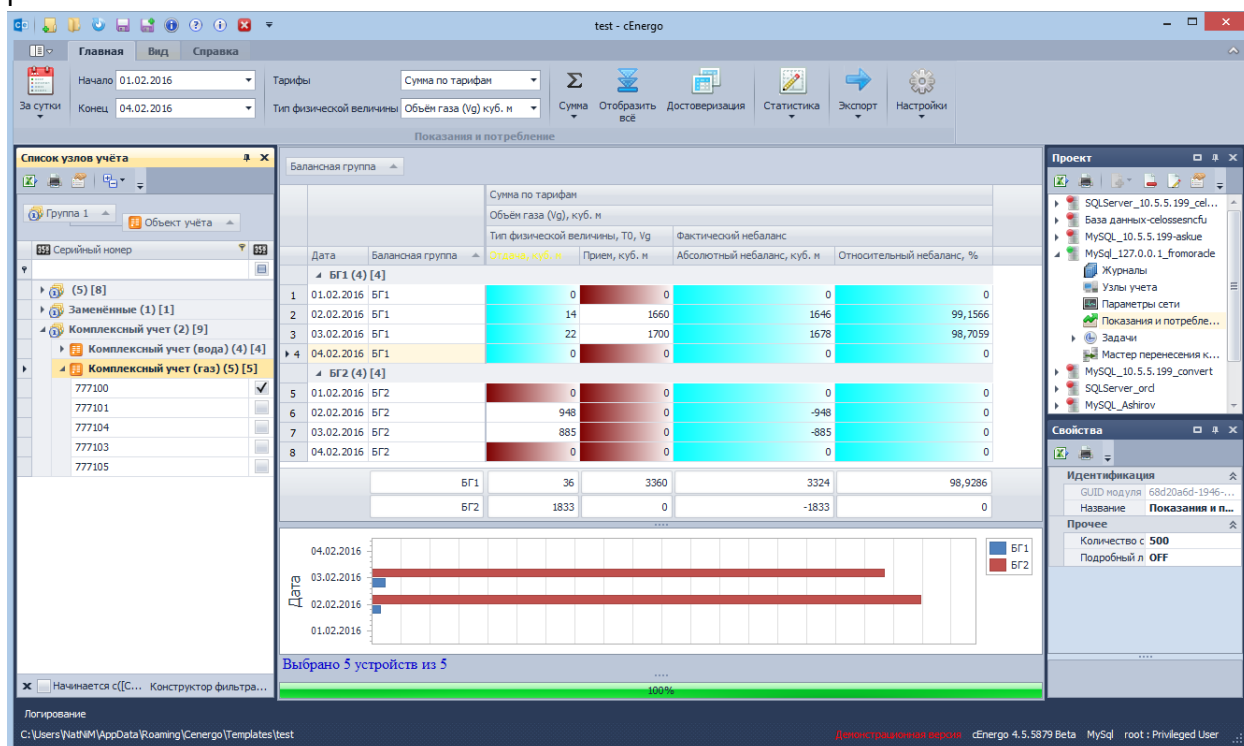 test - cEnergo
Главная Вид Справка
За сутки
Начало 01.02.2016
Конец 04.02.2016
Тарифы Сумма по тарифам
Тип физической величины Объём газа (Vg) куб. м
Сумма Отобразить всё Достоверизация Статистика Экспорт Настройки
Показания и потребление
Список узлов учёта
Группа 1
Объект учёта
Серийный номер
(5) [8]
Заменённые (1) [1]
Комплексный учет (2) [9]
Комплексный учет (вода) (4) [4]
Комплексный учет (газ) (5) [5]
777100
777101
777104
777103
777105
Начинается с([С... Конструктор фильтра...
Балансная группа
Сумма по тарифам
Объём газа (Vg), куб. м
Тип физической величины, T0, Vg Фактический небаланс
Дата Балансная группа Прием, куб. м Абсолютный небаланс, куб. м Относительный небаланс, %
БГ1 (4) [4]
1 01.02.2016 БГ1 0 0 0 0
2 02.02.2016 БГ1 14 1660 1646 99,1566
3 03.02.2016 БГ1 22 1700 1678 98,7059
4 04.02.2016 БГ1 0 0 0 0
БГ2 (4) [4]
5 01.02.2016 БГ2 0 0 0 0
6 02.02.2016 БГ2 948 0 -948 0
7 03.02.2016 БГ2 885 0 -885 0
8 04.02.2016 БГ2 0 0 0 0
БГ1 36 3360 3324 98,9286
БГ2 1833 0 -1833 0
04.02.2016
03.02.2016
02.02.2016
01.02.2016
Дата
БГ1
БГ2
Выбрано 5 устройств из 5
100%
Проект
SQLServer_10.5.5.199_cel...
База данных-celossesncfu
MySQL_10.5.5.199-askue
MySql_127.0.0.1_fromorade
Журналы
Узлы учета
Параметры сети
Показания и потребле...
Задачи
Мастер перенесения к...
MySQL_10.5.5.199_convert
SQLServer_ord
MySQL_Ashirov
Свойства
Идентификация
GUID модуля 68d20a6d-1946-...
Название Показания и п...
Прочее
Количество с 500
Подробный л OFF
Логирование
C:\Users\NatNiM\AppData\Roaming\Cenergo\Templates\test
Демонстрационная версия cEnergo 4.5.5879 Beta MySql root : Privileged User